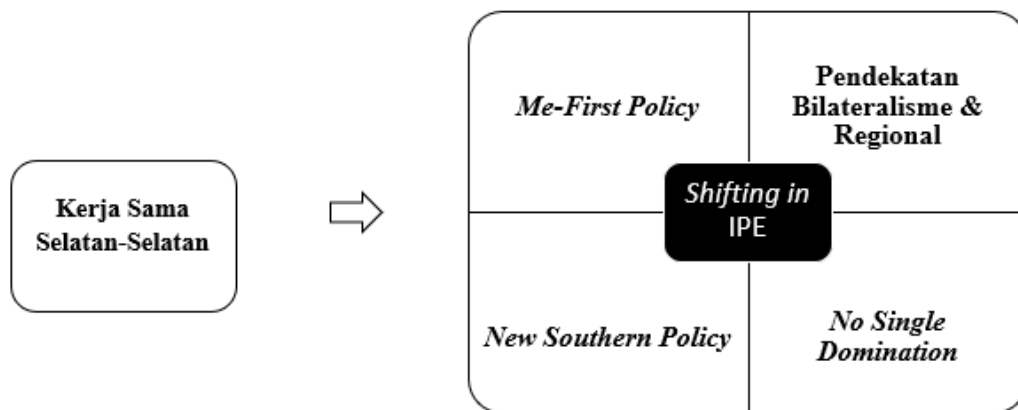 Kerja Sama
Selatan-Selatan
Me-First Policy
Pendekatan
Bilateralisme &
Regional
Shifting in
IPE
New Southern Policy
No Single
Domination